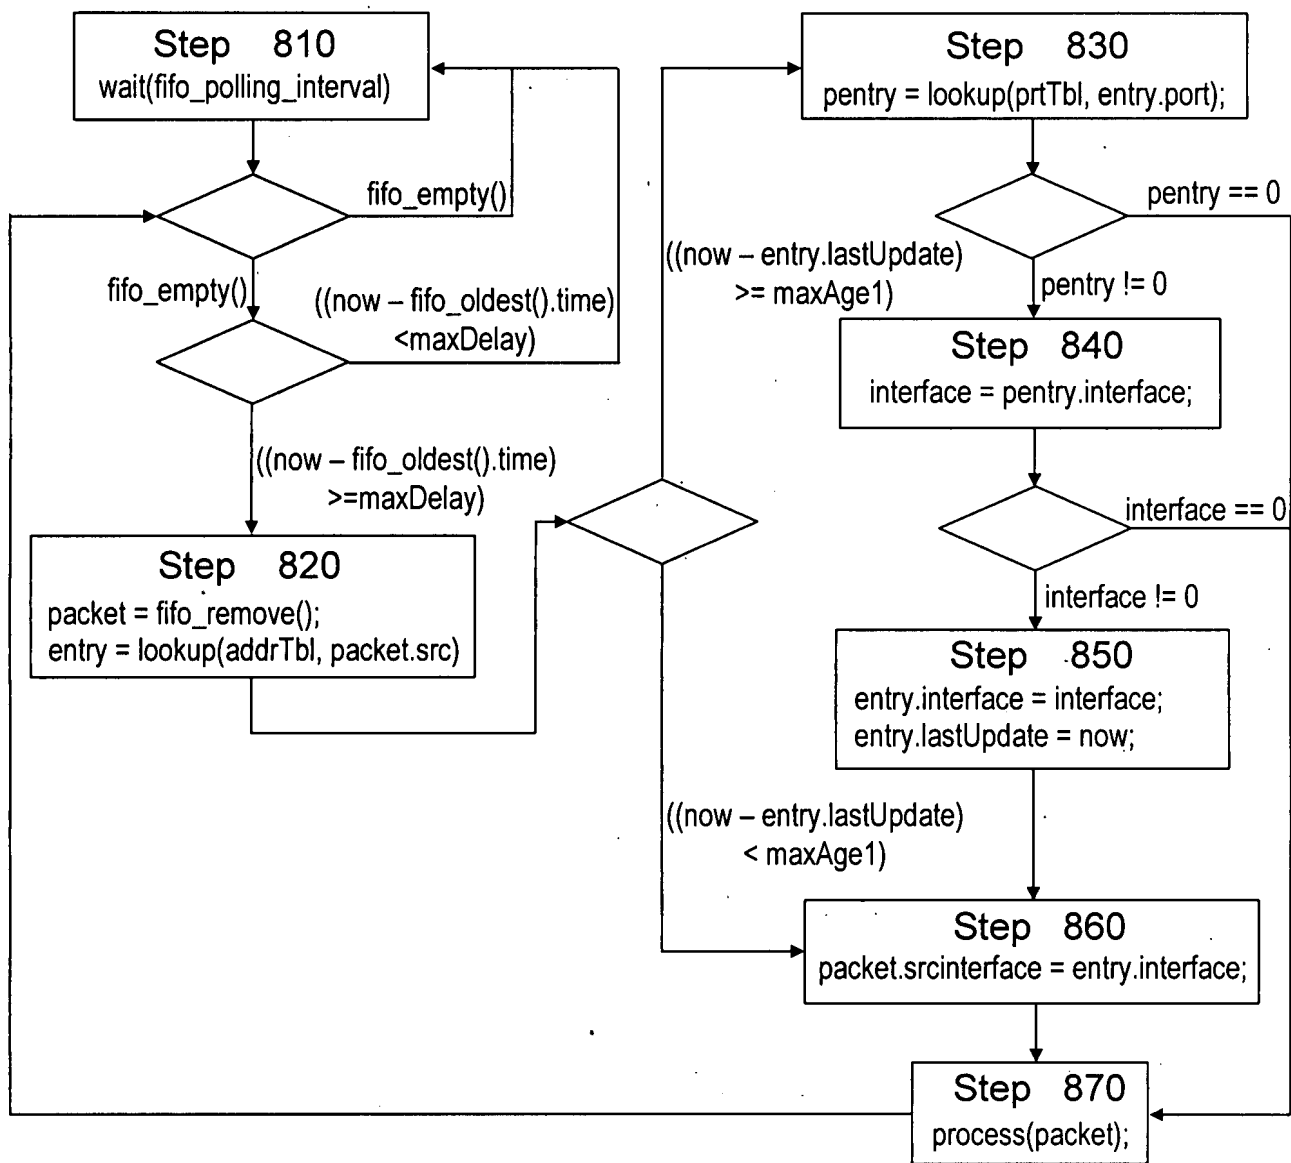 Step 810
wait(fifo_polling_interval)
fifo_empty()
fifo_empty()
((now – fifo_oldest().time)
<maxDelay)
((now – fifo_oldest().time)
>=maxDelay)
Step 820
packet = fifo_remove();
entry = lookup(addrTbl, packet.src)
((now – entry.lastUpdate)
>= maxAge1)
((now – entry.lastUpdate)
< maxAge1)
Step 830
pentry = lookup(prtTbl, entry.port);
pentry == 0
pentry != 0
Step 840
interface = pentry.interface;
interface == 0
interface != 0
Step 850
entry.interface = interface;
entry.lastUpdate = now;
Step 860
packet.srcinterface = entry.interface;
Step 870
process(packet);